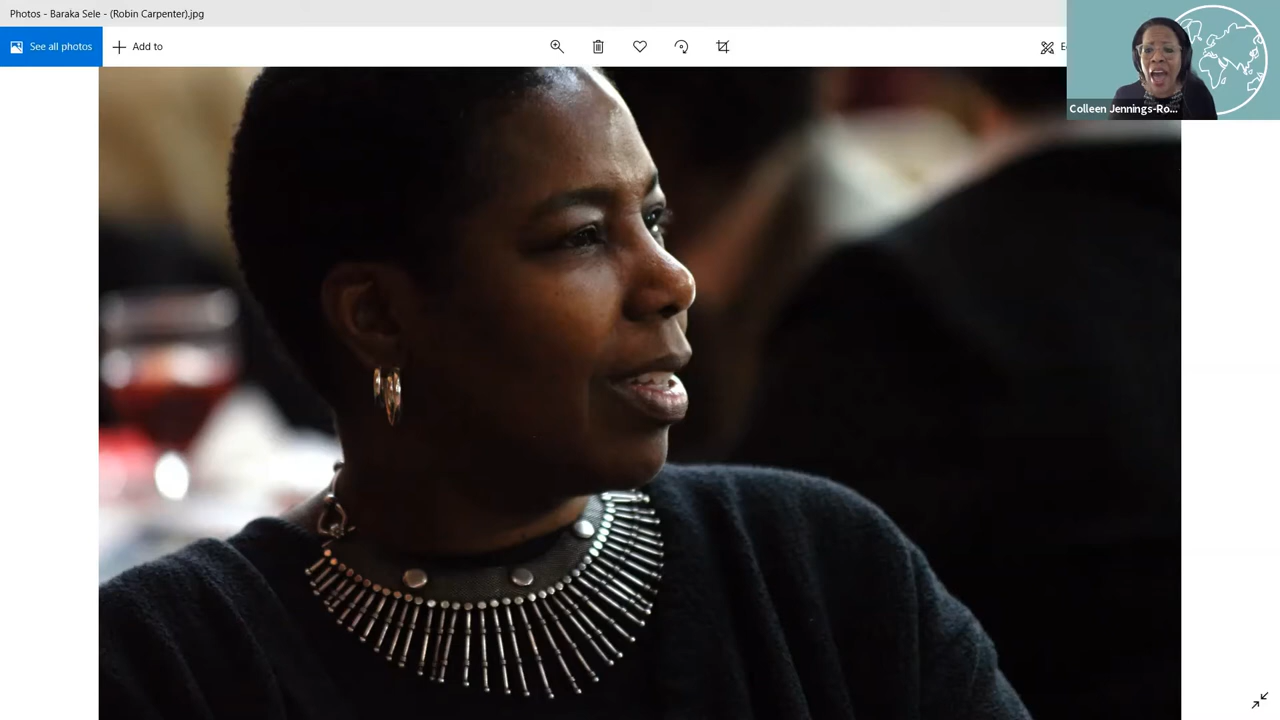 Photos - Baraka Sele - (Robin Carpenter).jpg
See all photos
Add to
Colleen Jennings-Ro...